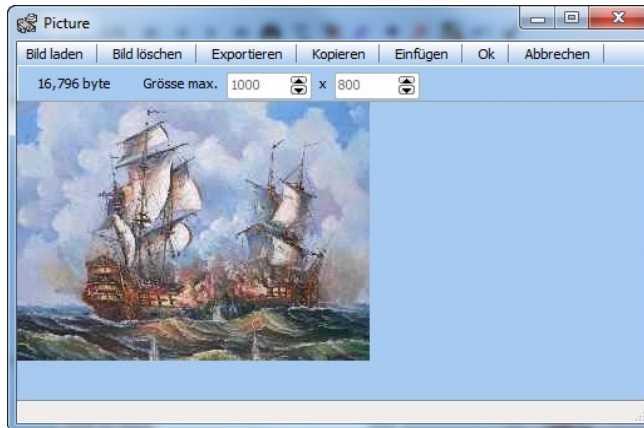 Picture
Bild laden Bild löschen Exportieren Kopieren Einfügen Ok Abbrechen
16,796 byte Grösse max. 1000 x 800